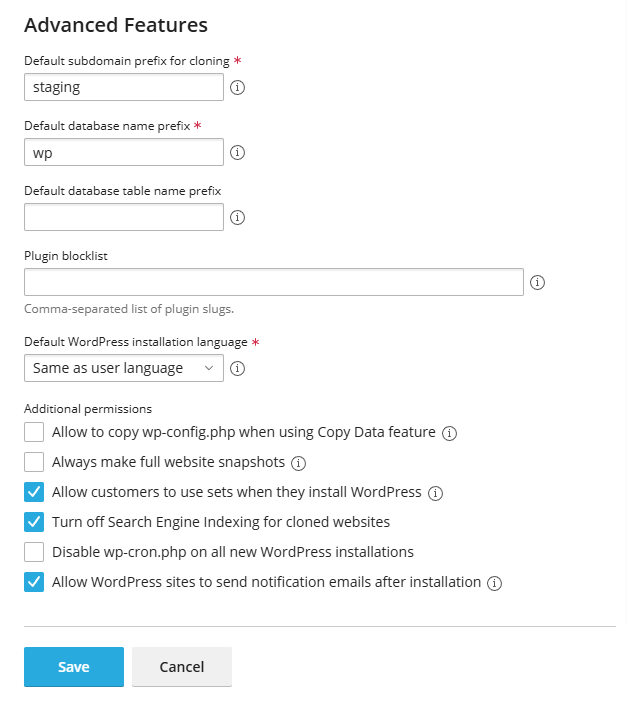 Advanced Features
Default subdomain prefix for cloning *
staging
Default database name prefix *
wp
Default database table name prefix
Plugin blocklist
Comma-separated list of plugin slugs.
Default WordPress installation language *
Same as user language
Additional permissions
Allow to copy wp-config.php when using Copy Data feature
Always make full website snapshots
Allow customers to use sets when they install WordPress
Turn off Search Engine Indexing for cloned websites
Disable wp-cron.php on all new WordPress installations
Allow WordPress sites to send notification emails after installation
Save Cancel